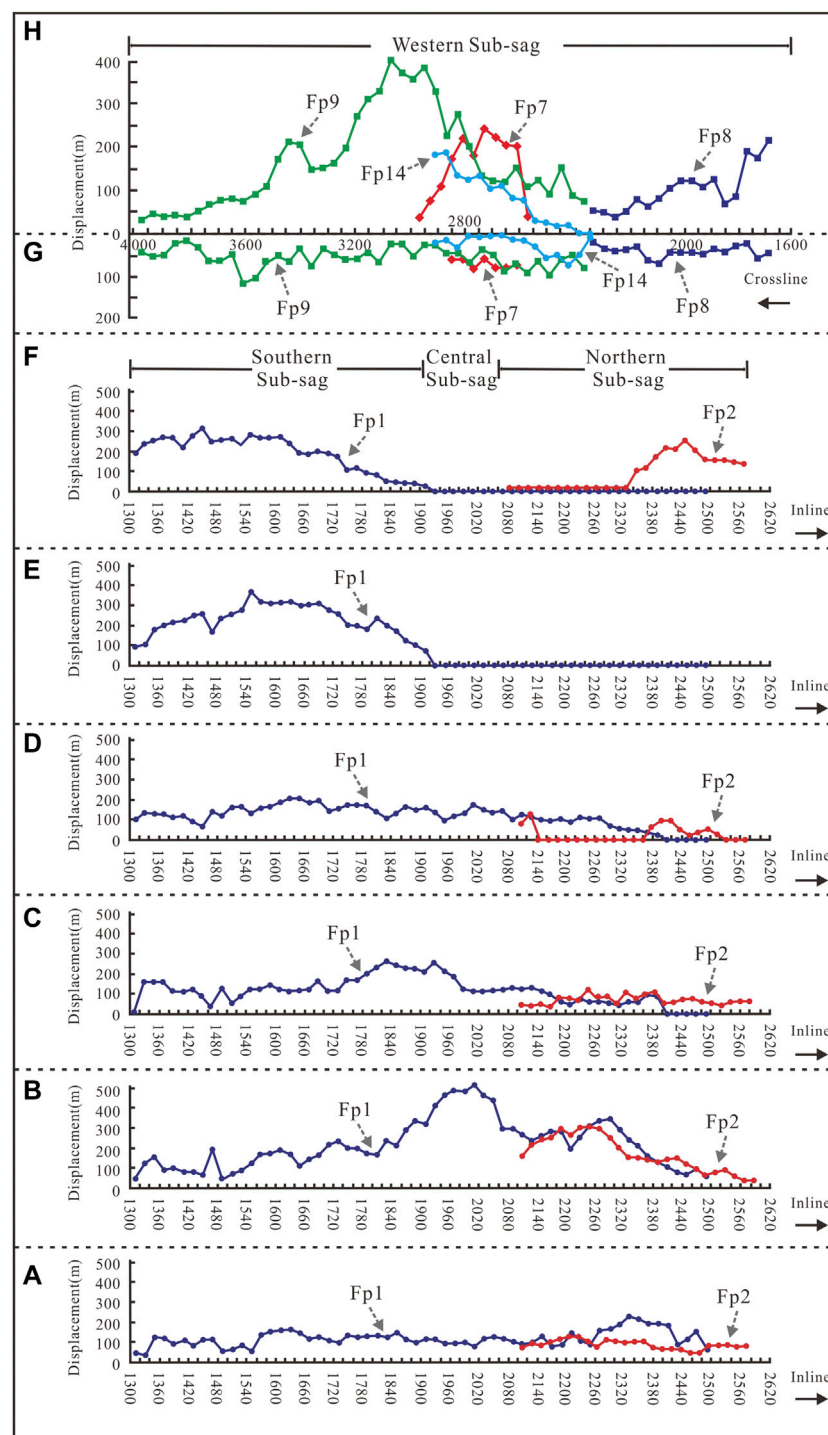 H
Western Sub-sag
Displacement(m)
400
300
200
100
0
Fp9
Fp7
Fp14
Fp8
2800
4000 3600 3200 2000 1600
G
0
100
200
Fp9
Fp7
Fp14
Fp8
Crossline
F
Southern Sub-sag
Central Sub-sag
Northern Sub-sag
Displacement(m)
500
400
300
200
100
0
Fp1
Fp2
1300 1360 1420 1480 1540 1600 1660 1720 1780 1840 1900 1960 2020 2080 2140 2200 2260 2320 2380 2440 2500 2560 2620
Inline
E
Displacement(m)
500
400
300
200
100
0
Fp1
1300 1360 1420 1480 1540 1600 1660 1720 1780 1840 1900 1960 2020 2080 2140 2200 2260 2320 2380 2440 2500 2560 2620
Inline
D
Displacement(m)
500
400
300
200
100
0
Fp1
Fp2
1300 1360 1420 1480 1540 1600 1660 1720 1780 1840 1900 1960 2020 2080 2140 2200 2260 2320 2380 2440 2500 2560 2620
Inline
C
Displacement(m)
500
400
300
200
100
0
Fp1
Fp2
1300 1360 1420 1480 1540 1600 1660 1720 1780 1840 1900 1960 2020 2080 2140 2200 2260 2320 2380 2440 2500 2560 2620
Inline
B
Displacement(m)
500
400
300
200
100
0
Fp1
Fp2
1300 1360 1420 1480 1540 1600 1660 1720 1780 1840 1900 1960 2020 2080 2140 2200 2260 2320 2380 2440 2500 2560 2620
Inline
A
Displacement(m)
500
400
300
200
100
0
Fp1
Fp2
1300 1360 1420 1480 1540 1600 1660 1720 1780 1840 1900 1960 2020 2080 2140 2200 2260 2320 2380 2440 2500 2560 2620
Inline